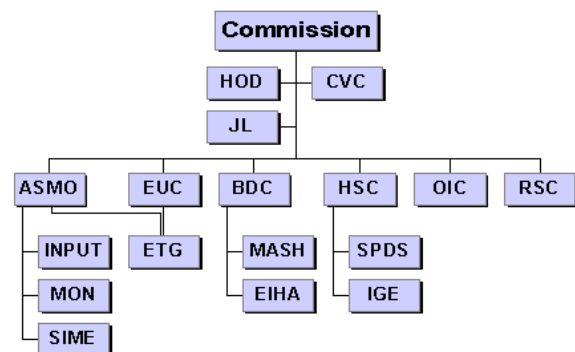 Commission
HOD CVC
JL
ASMO EUC BDC HSC OIC RSC
INPUT ETG MASH SPDS
MON EIHA IGE
SIME